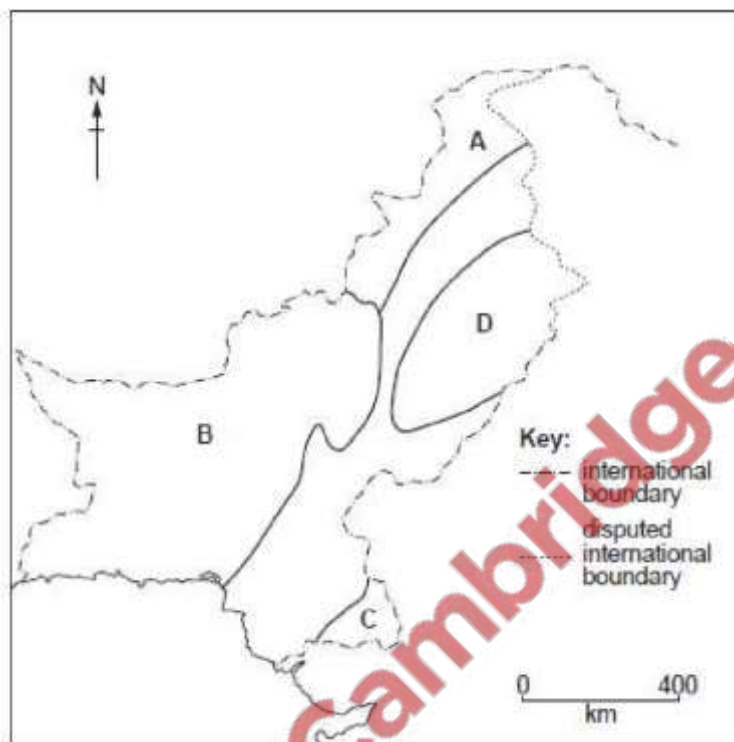 N
A
D
B
Key:
international
boundary
disputed
international
boundary
C
0 400
km
Cambridge